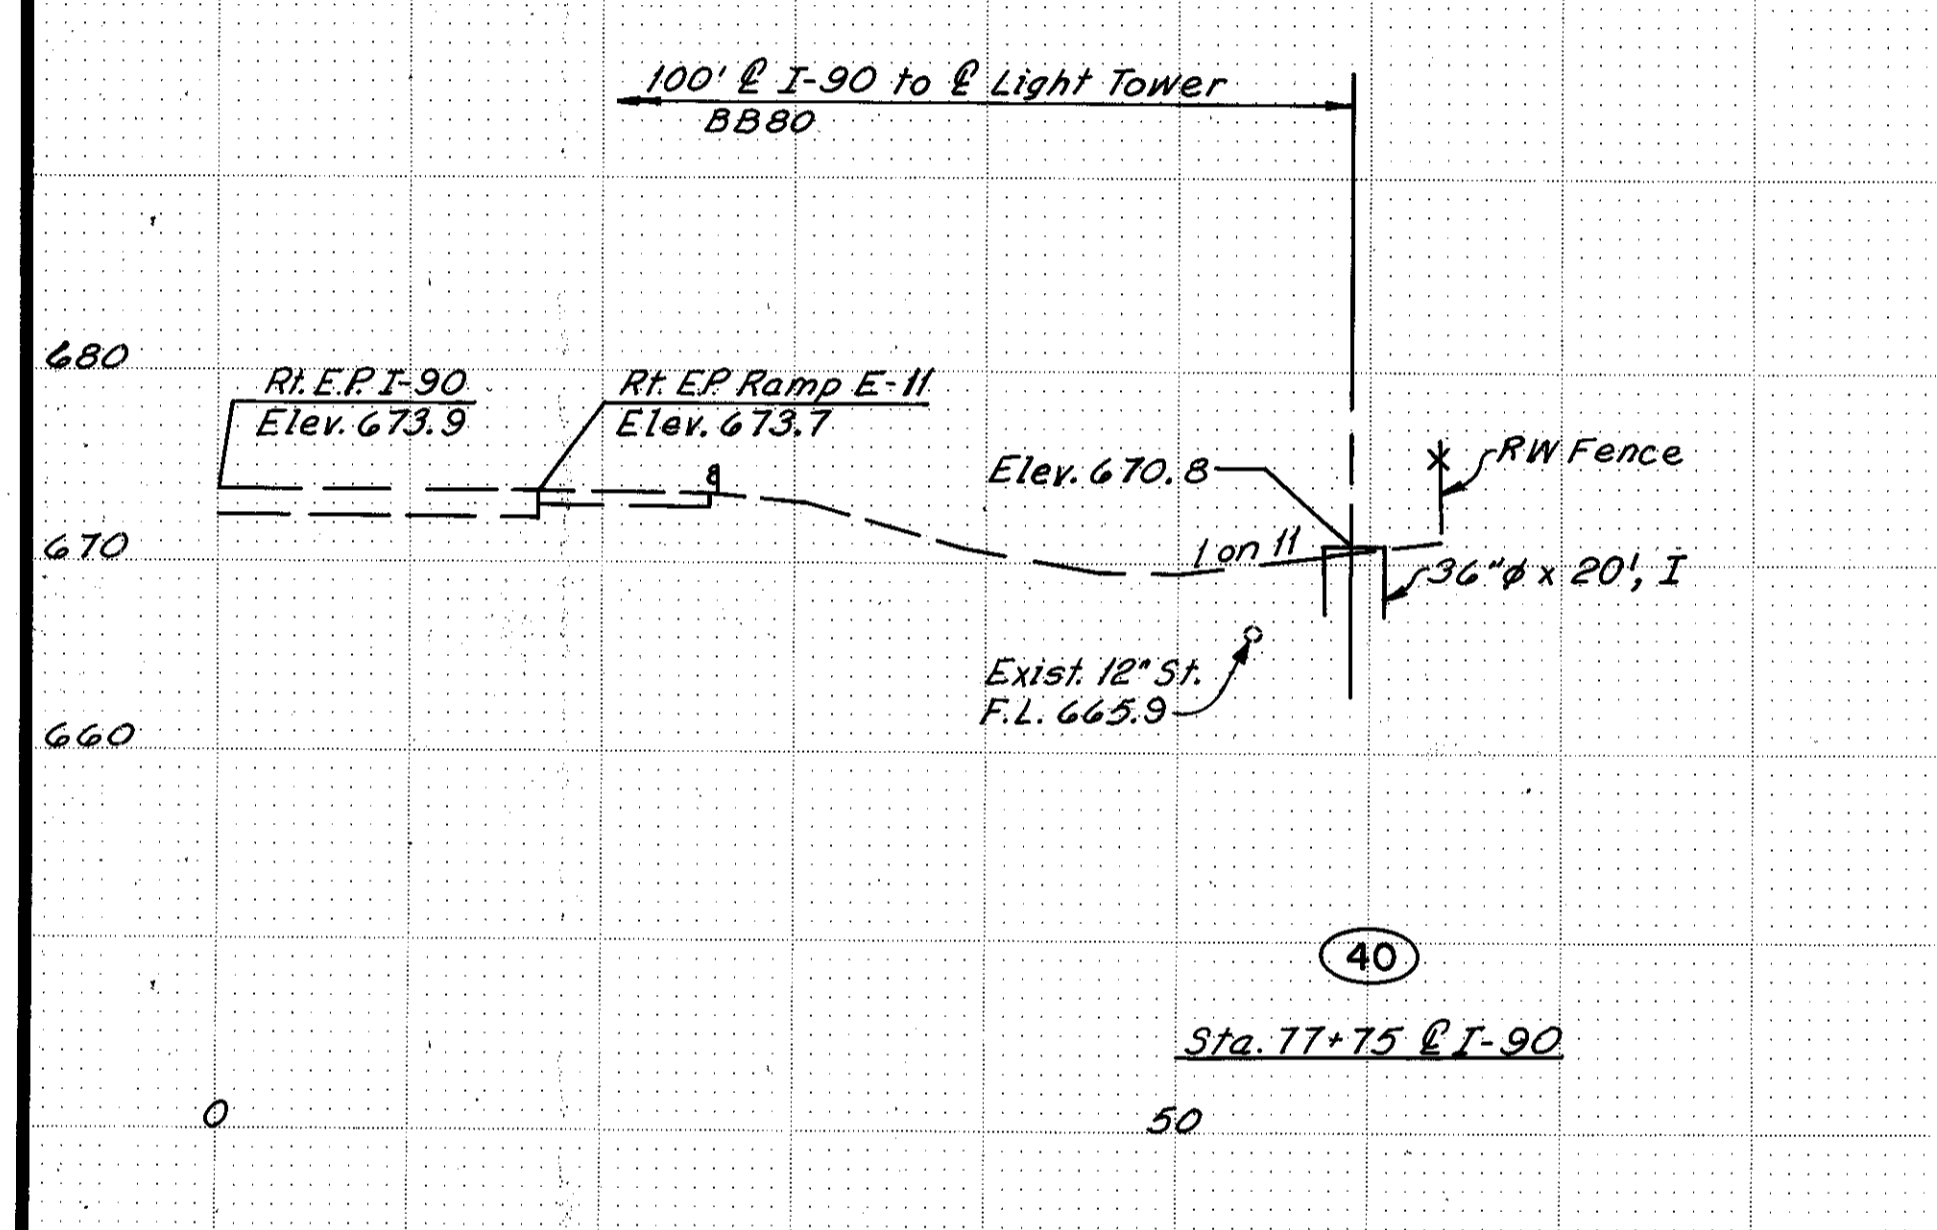 100' ℄ I-90 to ℄ Light Tower
BB80
680
Rt. E.P. I-90
Elev. 673.9
Rt. E.P. Ramp E-11
Elev. 673.7
Elev. 670.8
RW Fence
670
1 on 11
36"φ x 20', I
Exist. 12" St.
F.L. 665.9
660
40
Sta. 77+75 ℄ I-90
0
50